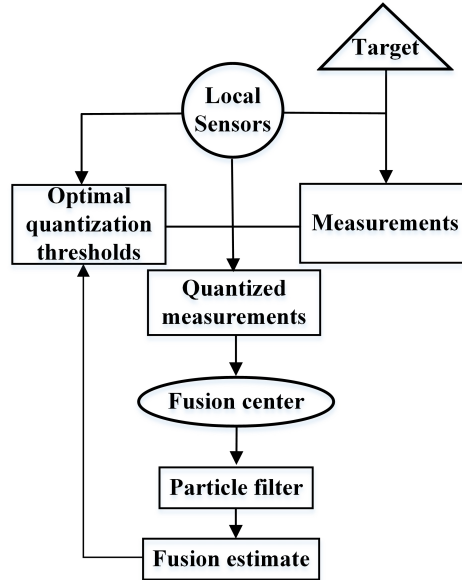 Target
Local
Sensors
Optimal
quantization
thresholds
Measurements
Quantized
measurements
Fusion center
Particle filter
Fusion estimate